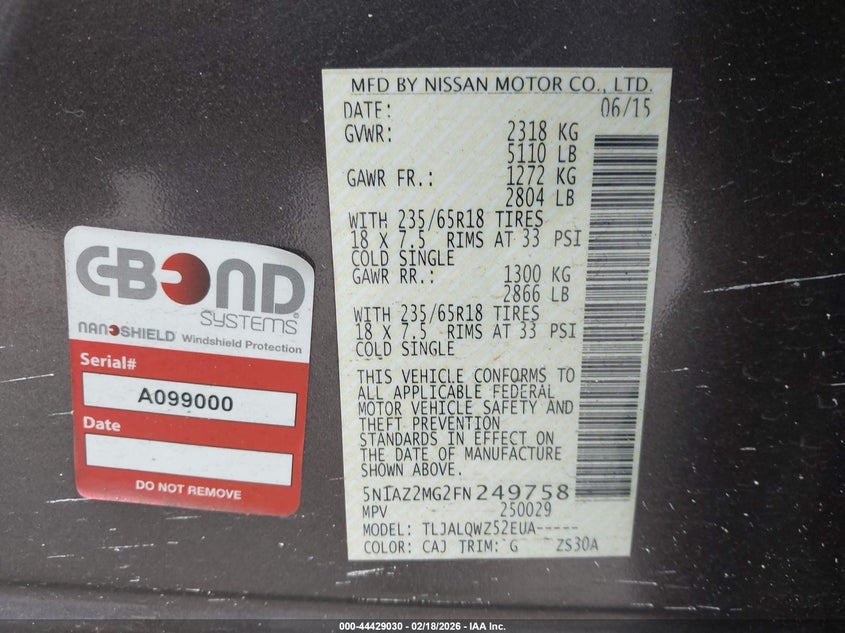 MFD BY NISSAN MOTOR CO., LTD.
DATE: 06/15
GVWR: 2318 KG
5110 LB
GAWR FR.: 1272 KG
2804 LB
WITH 235/65R18 TIRES
18 X 7.5 RIMS AT 33 PSI
COLD SINGLE
GAWR RR.: 1300 KG
2866 LB
WITH 235/65R18 TIRES
18 X 7.5 RIMS AT 33 PSI
COLD SINGLE
THIS VEHICLE CONFORMS TO
ALL APPLICABLE FEDERAL
MOTOR VEHICLE SAFETY AND
THEFT PREVENTION
STANDARDS IN EFFECT ON
THE DATE OF MANUFACTURE
SHOWN ABOVE.
5N1AZ2MG2FN249758
MPV 250029
MODEL: TLJALQWZ52EUA-----
COLOR: CAJ TRIM: G ZS30A
C-BOND
SYSTEMS
NANOSHIELD Windshield Protection
Serial#
A099000
Date
DO NOT REMOVE
000-44429030 - 02/18/2026 - IAA Inc.